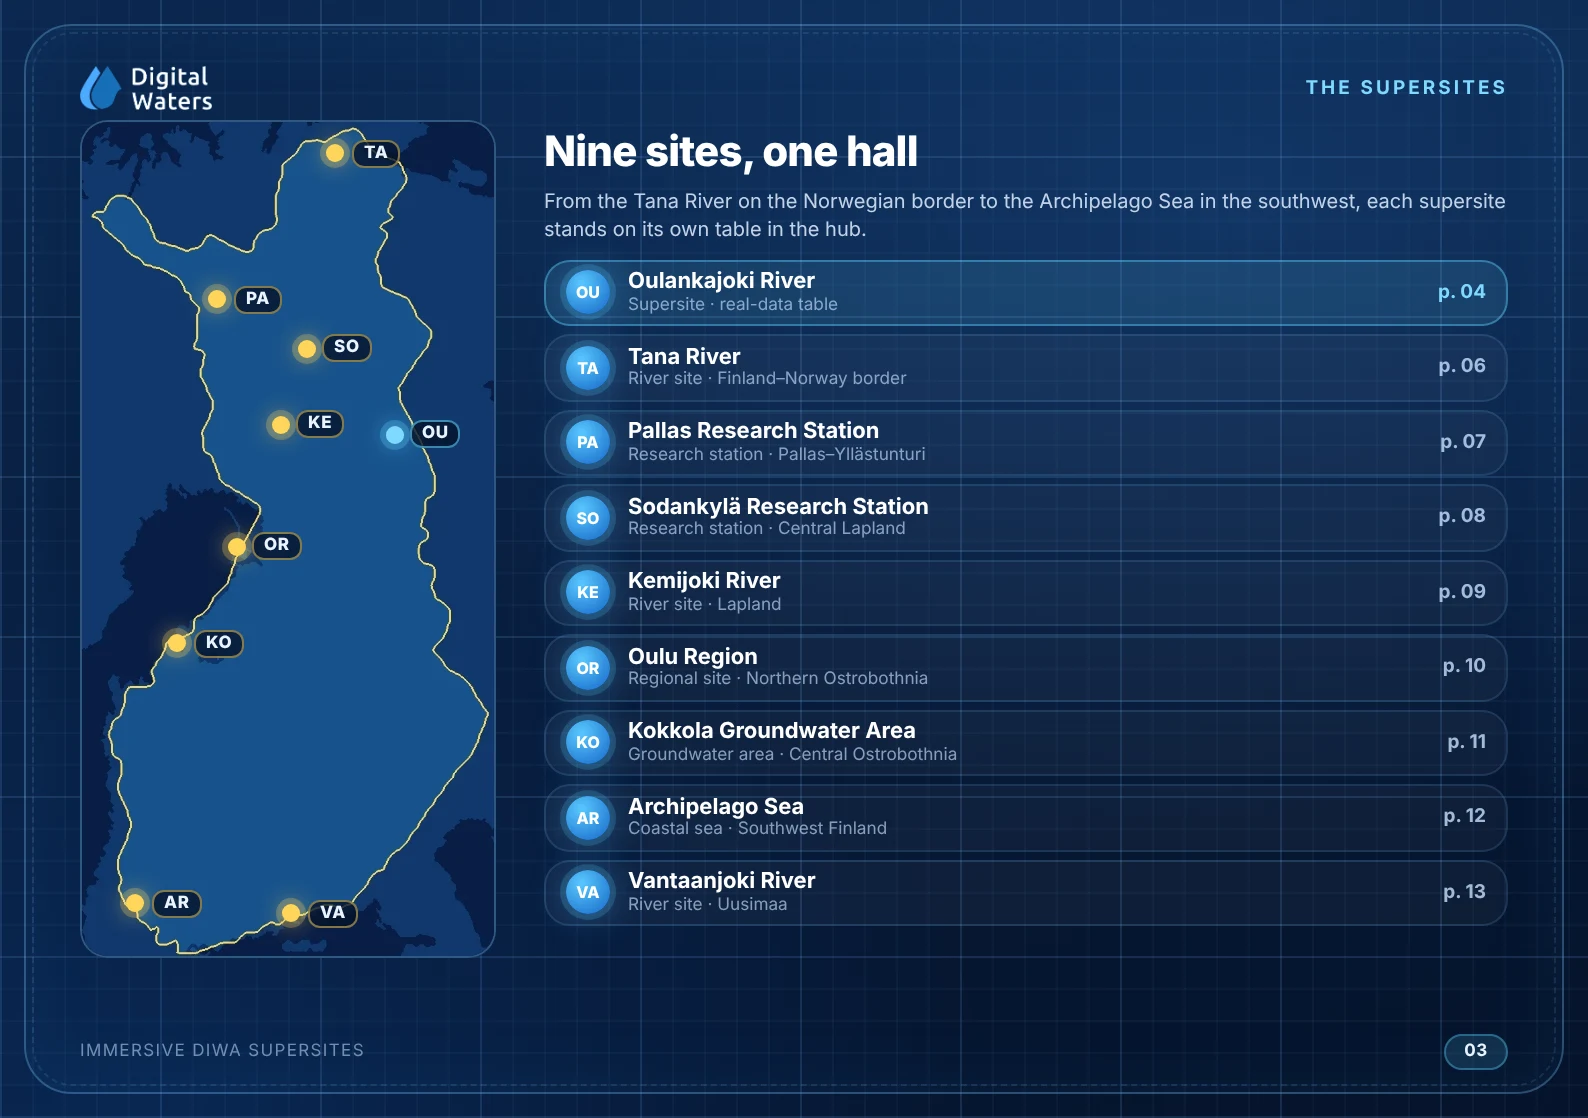 Digital
Waters
THE SUPERSITES
TA
PA
SO
KE
OU
OR
KO
AR
VA
Nine sites, one hall
From the Tana River on the Norwegian border to the Archipelago Sea in the southwest, each supersite
stands on its own table in the hub.
OU
Oulankajoki River
Supersite · real-data table
p. 04
TA
Tana River
River site · Finland–Norway border
p. 06
PA
Pallas Research Station
Research station · Pallas–Yllästunturi
p. 07
SO
Sodankylä Research Station
Research station · Central Lapland
p. 08
KE
Kemijoki River
River site · Lapland
p. 09
OR
Oulu Region
Regional site · Northern Ostrobothnia
p. 10
KO
Kokkola Groundwater Area
Groundwater area · Central Ostrobothnia
p. 11
AR
Archipelago Sea
Coastal sea · Southwest Finland
p. 12
VA
Vantaanjoki River
River site · Uusimaa
p. 13
IMMERSIVE DIWA SUPERSITES
03